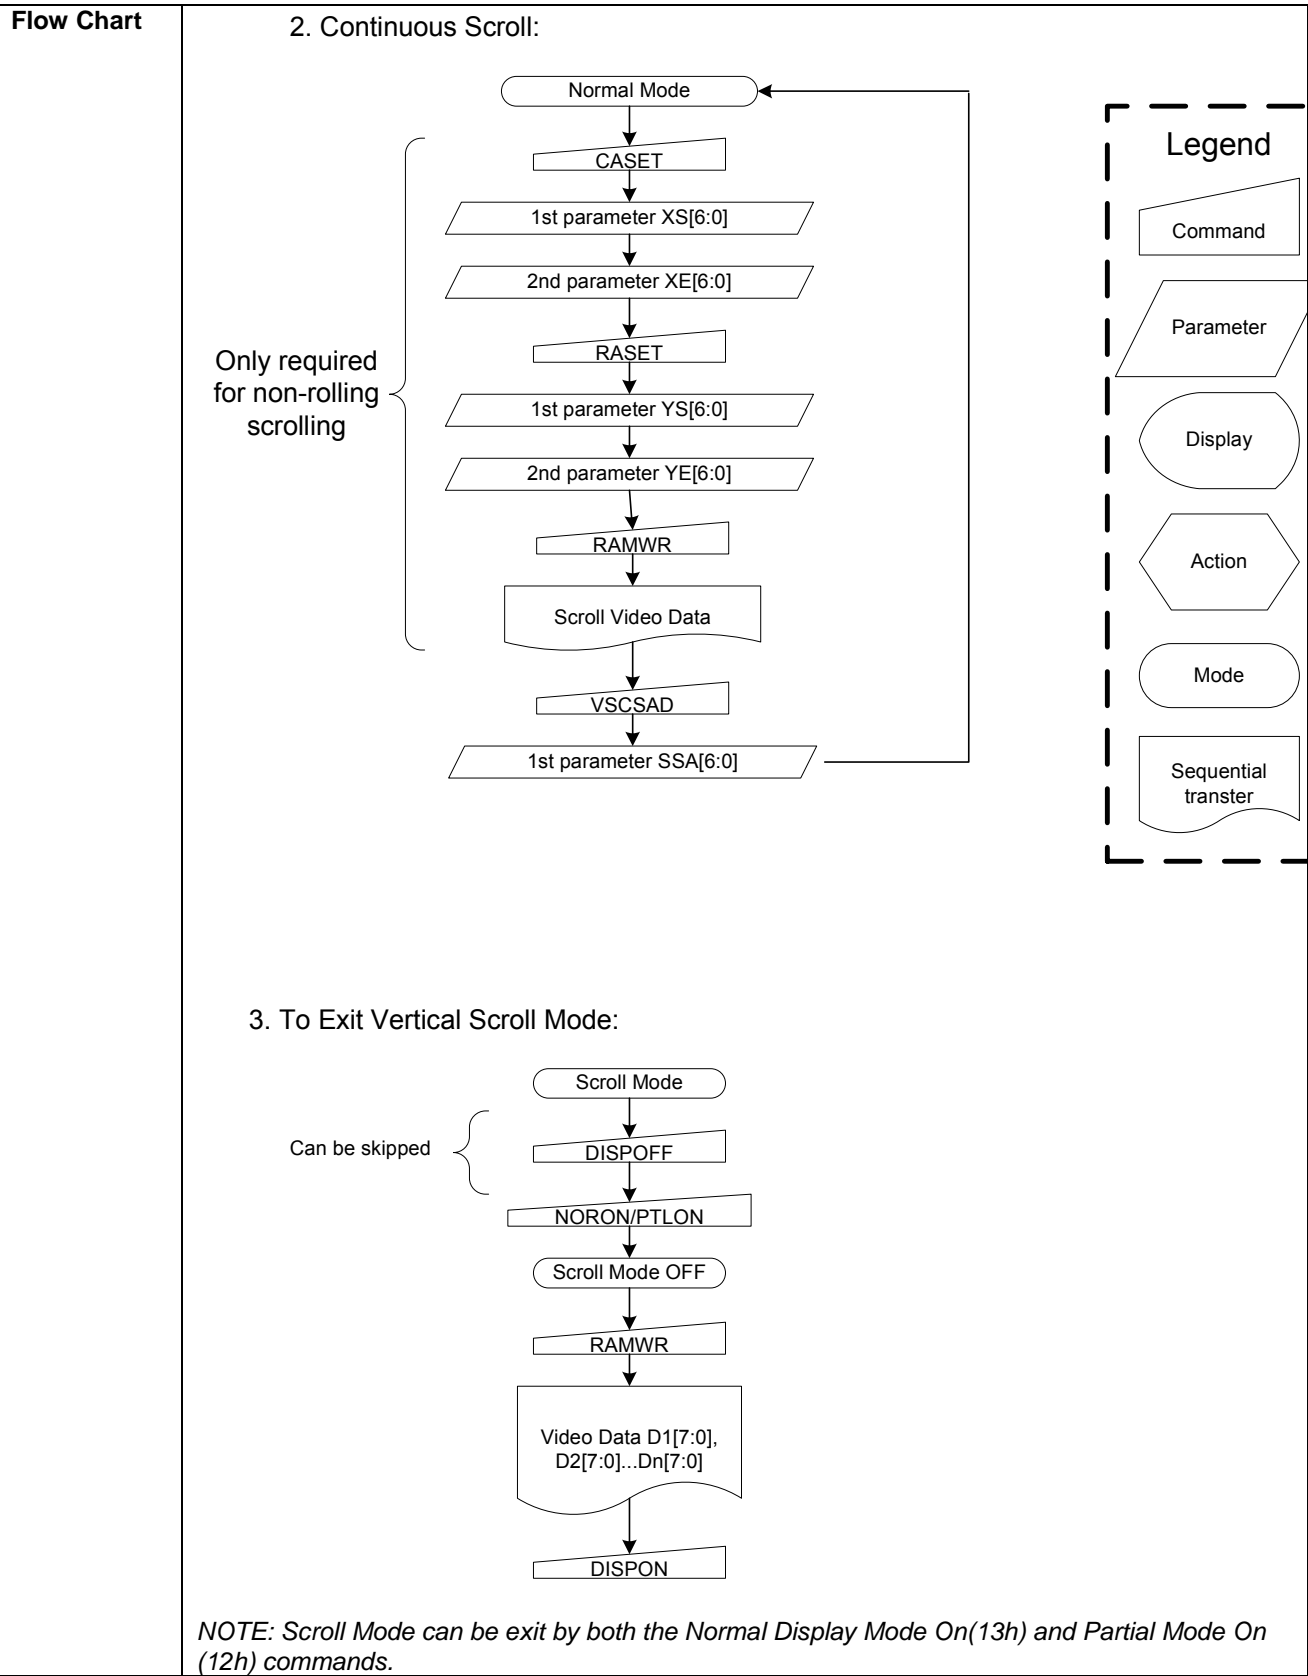 Flow Chart
2. Continuous Scroll:
Normal Mode
CASET
1st parameter XS[6:0]
2nd parameter XE[6:0]
RASET
1st parameter YS[6:0]
2nd parameter YE[6:0]
RAMWR
Scroll Video Data
VSCSAD
1st parameter SSA[6:0]
Only required
for non-rolling
scrolling
Legend
Command
Parameter
Display
Action
Mode
Sequential
transter
3. To Exit Vertical Scroll Mode:
Scroll Mode
Can be skipped
DISPOFF
NORON/PTLON
Scroll Mode OFF
RAMWR
Video Data D1[7:0],
D2[7:0]...Dn[7:0]
DISPON
NOTE: Scroll Mode can be exit by both the Normal Display Mode On(13h) and Partial Mode On
(12h) commands.